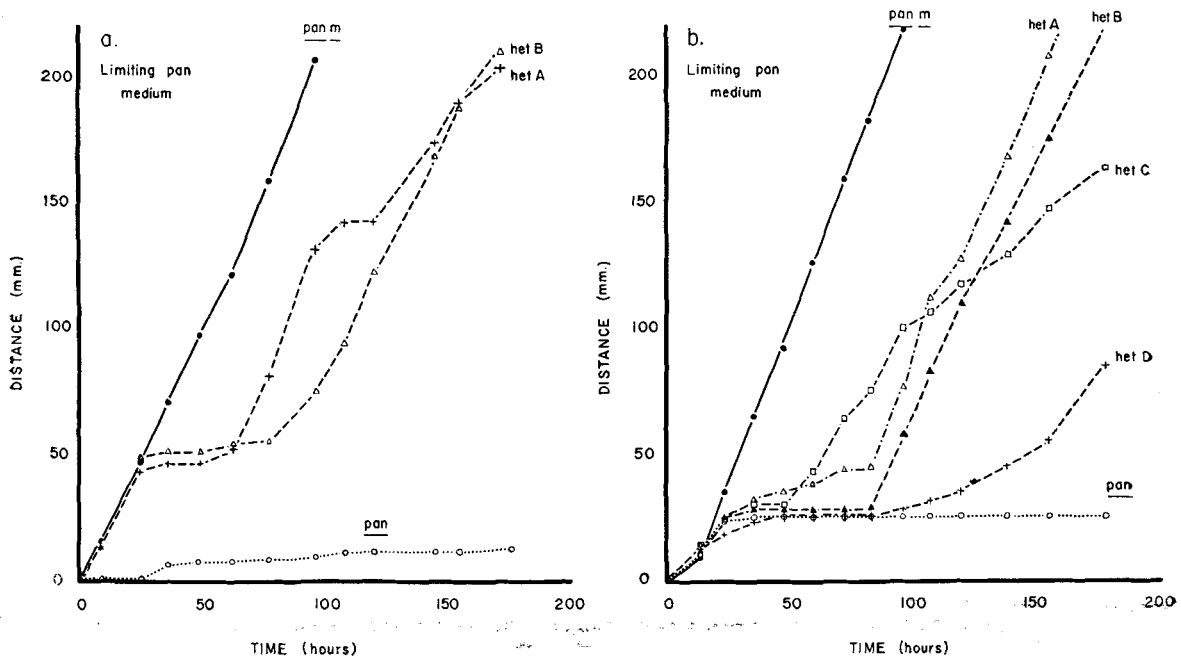 a.
Limiting pan
medium
pan m
het B
het A
pan
DISTANCE (mm.)
200
150
100
50
0
0 50 100 150 200
TIME (hours)
b.
Limiting pan
medium
pan m
het A
het B
het C
het D
pan
DISTANCE (mm.)
200
150
100
50
0
0 50 100 150 200
TIME (hours)